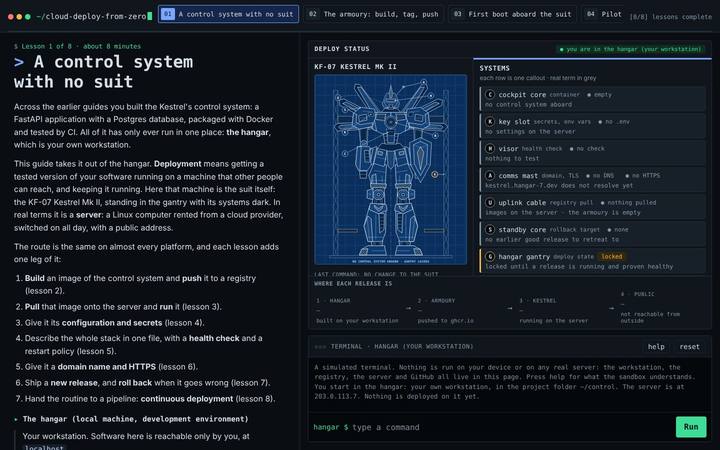 ~/cloud-deploy-from-zero
01 A control system with no suit
02 The armoury: build, tag, push
03 First boot aboard the suit
04 Pilot
[0/8] lessons complete
$ Lesson 1 of 8 · about 8 minutes
> A control system
with no suit
Across the earlier guides you built the Kestrel's control system: a
FastAPI application with a Postgres database, packaged with Docker
and tested by CI. All of it has only ever run in one place: the hangar,
which is your own workstation.
This guide takes it out of the hangar. Deployment means getting a
tested version of your software running on a machine that other people
can reach, and keeping it running. Here that machine is the suit itself:
the KF-07 Kestrel Mk II, standing in the gantry with its systems dark. In
real terms it is a server: a Linux computer rented from a cloud provider,
switched on all day, with a public address.
The route is the same on almost every platform, and each lesson adds
one leg of it:
1. Build an image of the control system and push it to a registry
(lesson 2).
2. Pull that image onto the server and run it (lesson 3).
3. Give it its configuration and secrets (lesson 4).
4. Describe the whole stack in one file, with a health check and a
restart policy (lesson 5).
5. Give it a domain name and HTTPS (lesson 6).
6. Ship a new release, and roll back when it goes wrong (lesson 7).
7. Hand the routine to a pipeline: continuous deployment (lesson 8).
▸ The hangar (local machine, development environment)
Your workstation. Software here is reachable only by you, at
localhost
DEPLOY STATUS
● you are in the hangar (your workstation)
KF-07 KESTREL MK II
LAST COMMAND: NO CHANGE TO THE SUIT
SYSTEMS
each row is one callout · real term in grey
C cockpit core container ● empty
no control system aboard
K key slot secrets, env vars ● no .env
no settings on the server
H visor health check ● no check
nothing to test
A comms mast domain, TLS ● no DNS ● no HTTPS
kestrel.hangar-7.dev does not resolve yet
U uplink cable registry pull ● nothing pulled
images on the server · the armoury is empty
S standby core rollback target ● none
no earlier good release to retreat to
G hangar gantry deploy state locked
locked until a release is running and proven healthy
WHERE EACH RELEASE IS
1 · HANGAR
—
built on your workstation
→
2 · ARMOURY
—
pushed to ghcr.io
→
3 · KESTREL
—
running on the server
→
4 · PUBLIC
—
not reachable from
outside
TERMINAL · HANGAR (YOUR WORKSTATION)
help
reset
A simulated terminal. Nothing is run on your device or on any real server: the workstation, the
registry, the server and GitHub all live in this page. Press help for what the sandbox understands.
You start in the hangar: your own workstation, in the project folder ~/control. The server is at
203.0.113.7. Nothing is deployed on it yet.
hangar $ type a command
Run